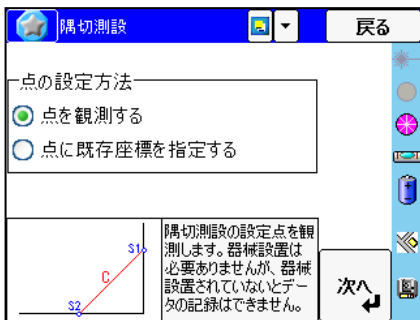 隅切測設
戻る
点の設定方法
点を観測する
点に既存座標を指定する
S1
C
S2
隅切測設の設定点を観
測します。器械設置は
必要ありませんが、器械
設置されていないとデー
タの記録はできません。
次へ